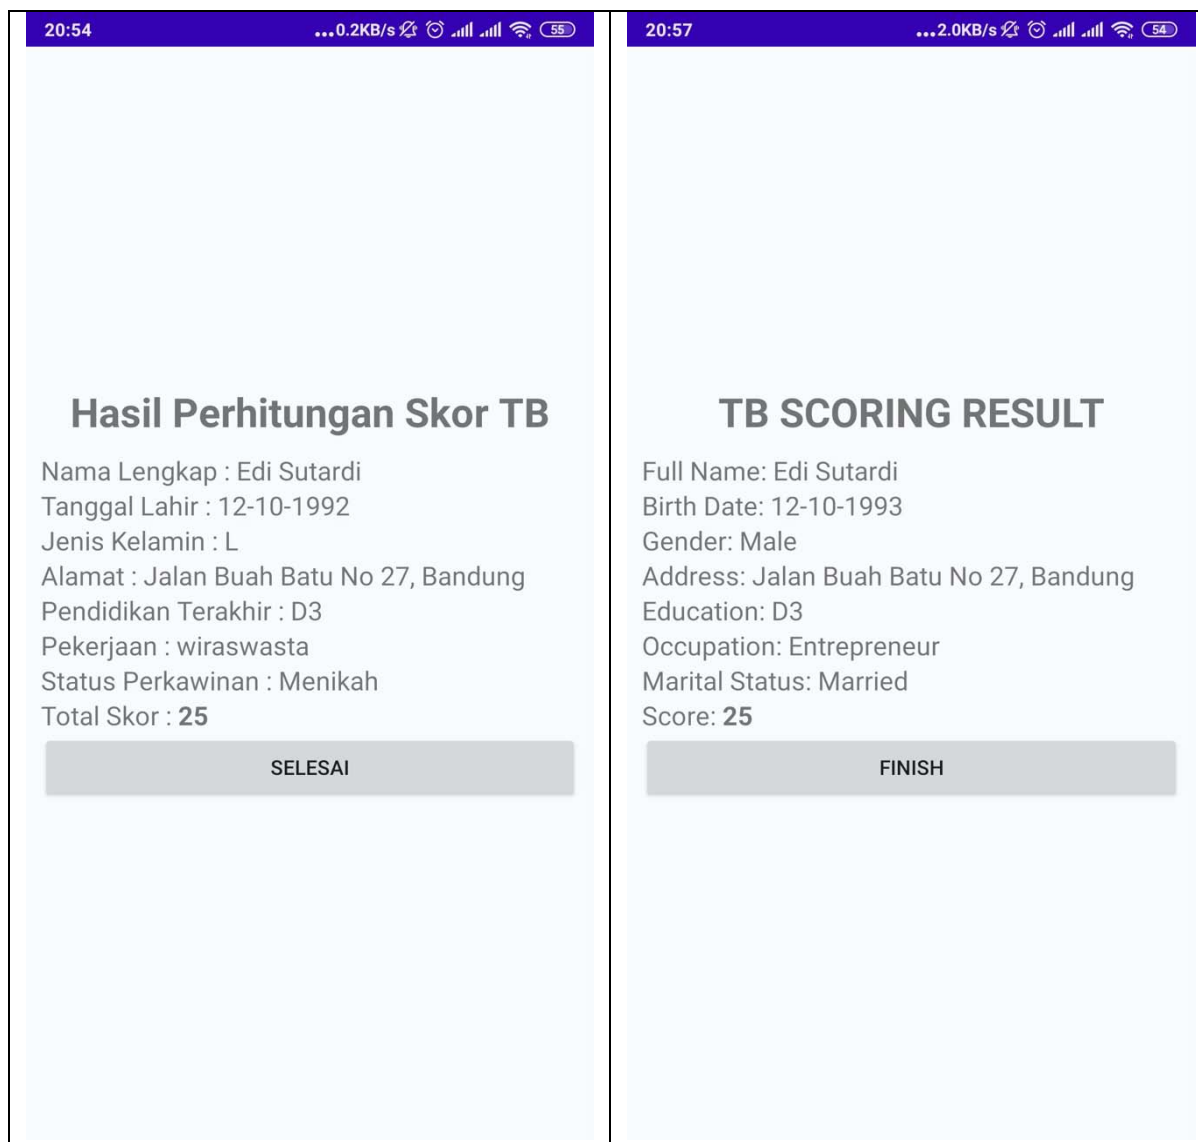 20:54
...0.2KB/s
55
Hasil Perhitungan Skor TB
Nama Lengkap : Edi Sutardi
Tanggal Lahir : 12-10-1992
Jenis Kelamin : L
Alamat : Jalan Buah Batu No 27, Bandung
Pendidikan Terakhir : D3
Pekerjaan : wiraswasta
Status Perkawinan : Menikah
Total Skor : 25
SELESAI
20:57
...2.0KB/s
54
TB SCORING RESULT
Full Name: Edi Sutardi
Birth Date: 12-10-1993
Gender: Male
Address: Jalan Buah Batu No 27, Bandung
Education: D3
Occupation: Entrepreneur
Marital Status: Married
Score: 25
FINISH